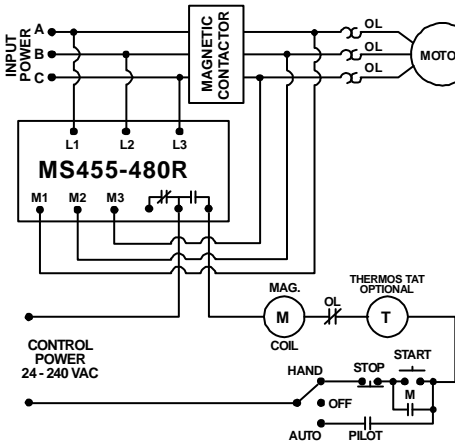 INPUT POWER
A
B
C
MAGNETIC CONTACTOR
OL
OL
OL
MOTO
L1 L2 L3
MS455-480R
M1 M2 M3
MAG.
M
COIL
OL
THERMOS TAT
OPTIONAL
T
CONTROL
POWER
24 - 240 VAC
HAND
STOP
START
M
OFF
AUTO
PILOT